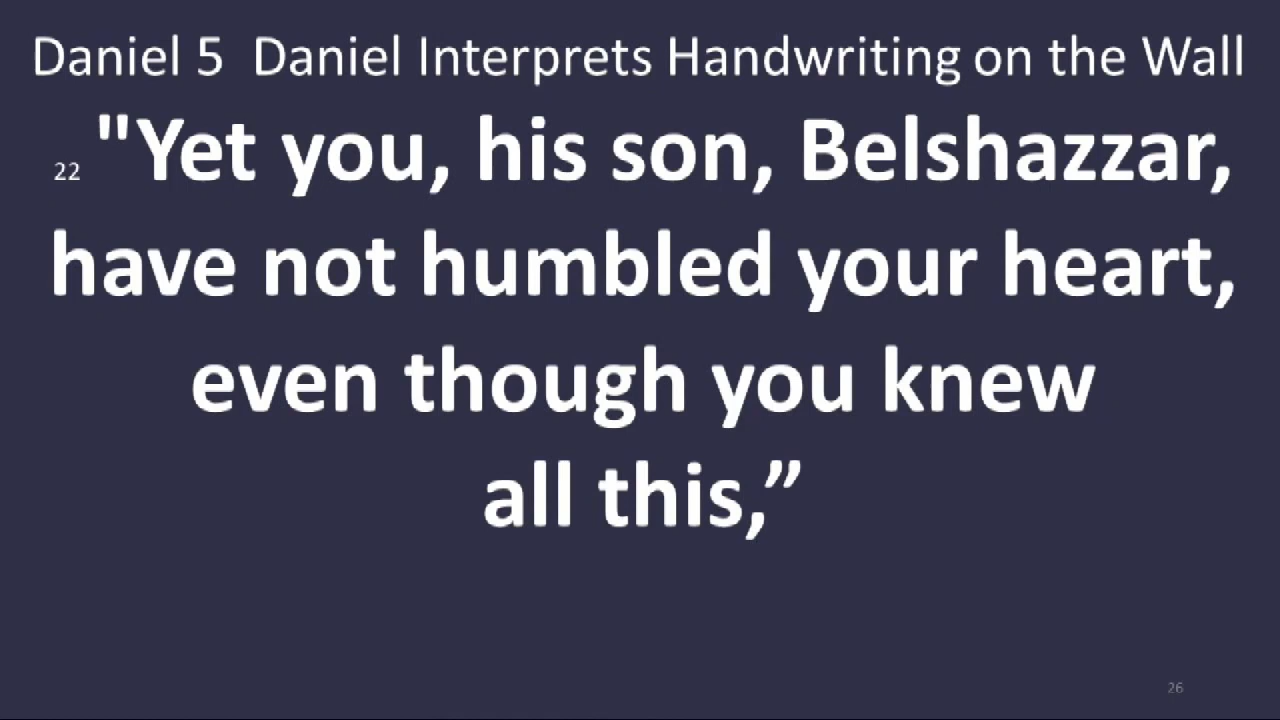 Daniel 5  Daniel Interprets Handwriting on the Wall
22 "Yet you, his son, Belshazzar,
have not humbled your heart,
even though you knew
all this,”
26